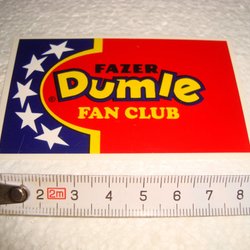 FAZER
® Dumle
FAN CLUB
2 2m 3 4 5 6 7 8